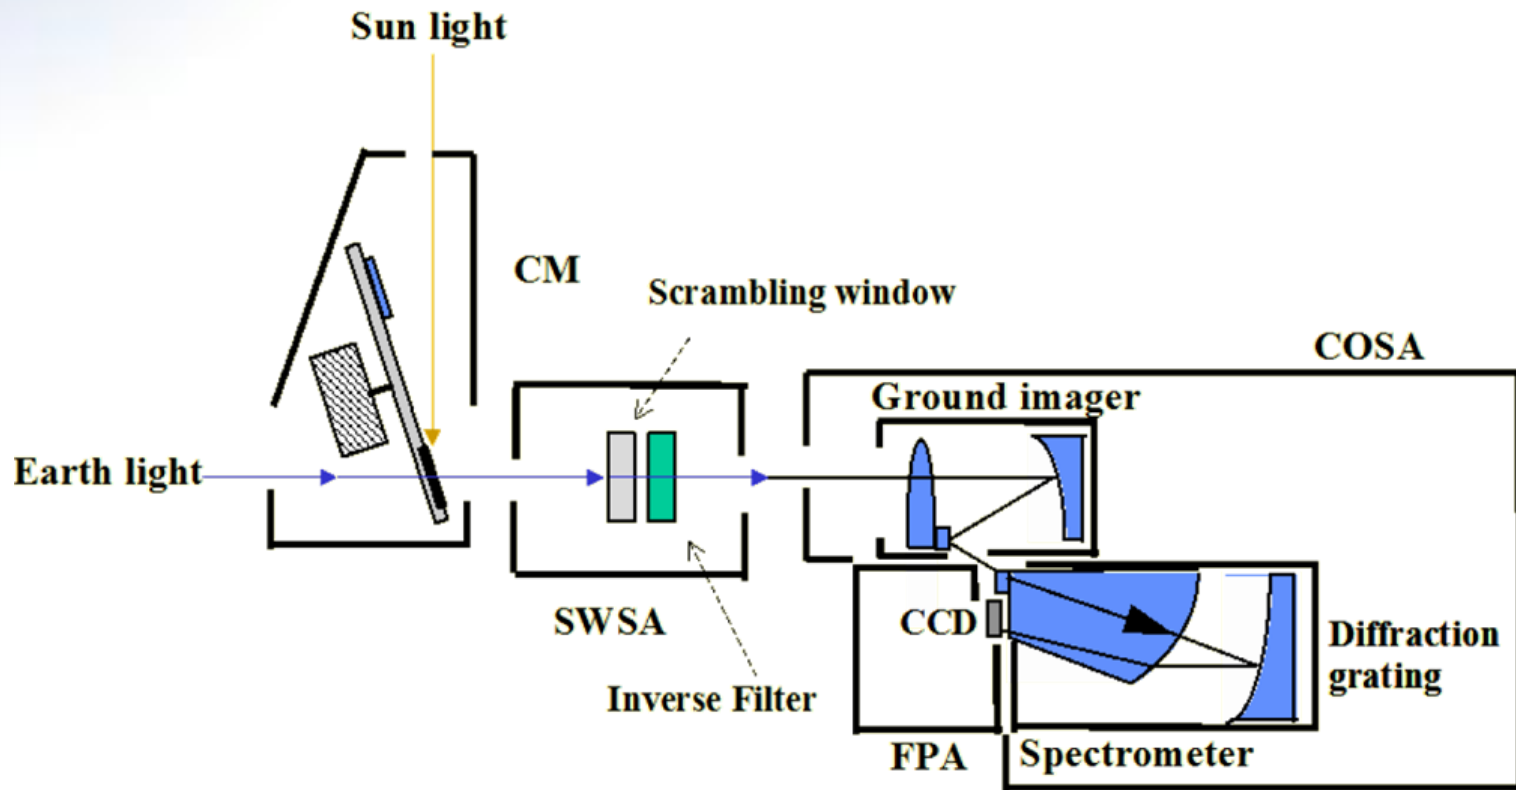 Sun light
CM
Scrambling window
COSA
Ground imager
Earth light
SWSA
CCD
Diffraction
grating
Inverse Filter
FPA
Spectrometer